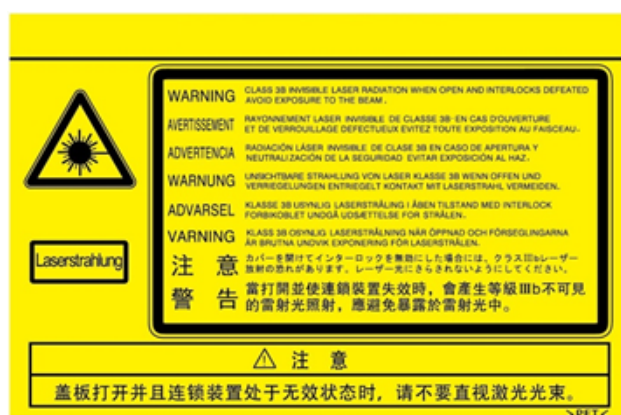 WARNING CLASS 3B INVISIBLE LASER RADIATION WHEN OPEN AND INTERLOCKS DEFEATED
AVOID EXPOSURE TO THE BEAM.
AVERTISSEMENT RAYONNEMENT LASER INVISIBLE DE CLASSE 3B EN CAS D'OUVERTURE
ET DE VERROUILLAGE DEFECTUEUX EVITEZ TOUTE EXPOSITION AU FAISCEAU.
ADVERTENCIA RADIACIÓN LÁSER INVISIBLE DE CLASE 3B EN CASO DE APERTURA Y
NEUTRALIZACIÓN DE LA SEGURIDAD EVITAR EXPOSICIÓN AL HAZ.
WARNUNG UNSICHTBARE STRAHLUNG VON LASER KLASSE 3B WENN OFFEN UND
VERRIEGELUNGEN ENTRIEGELT KONTAKT MIT LASERSTRAHL VERMEIDEN.
ADVARSEL KLASSE 3B USYNLIG LASERSTRÅLING I ÅBEN TILSTAND MED INTERLOCK
FORBIKOBLET UNDGÅ UDSÆTTELSE FOR STRÅLEN.
VARNING KLASS 3B OSYNLIG LASERSTRÅLNING NÄR ÖPPNAD OCH FÖRSEGLINGARNA
ÄR BRUTNA UNDVIK EXPONERING FÖR LASERSTRÅLEN.
Laserstrahlung
注意 カバーを開けてインターロックを無効にした場合には、クラスIIIbレーザー
放射の恐れがあります。レーザー光にさらされないようにしてください。
警告 當打開並使連鎖裝置失效時，會產生等級IIIb不可見
的雷射光照射，應避免暴露於雷射光中。
⚠ 注意
盖板打开并且连锁装置处于无效状态时，请不要直视激光光束。
>PET<